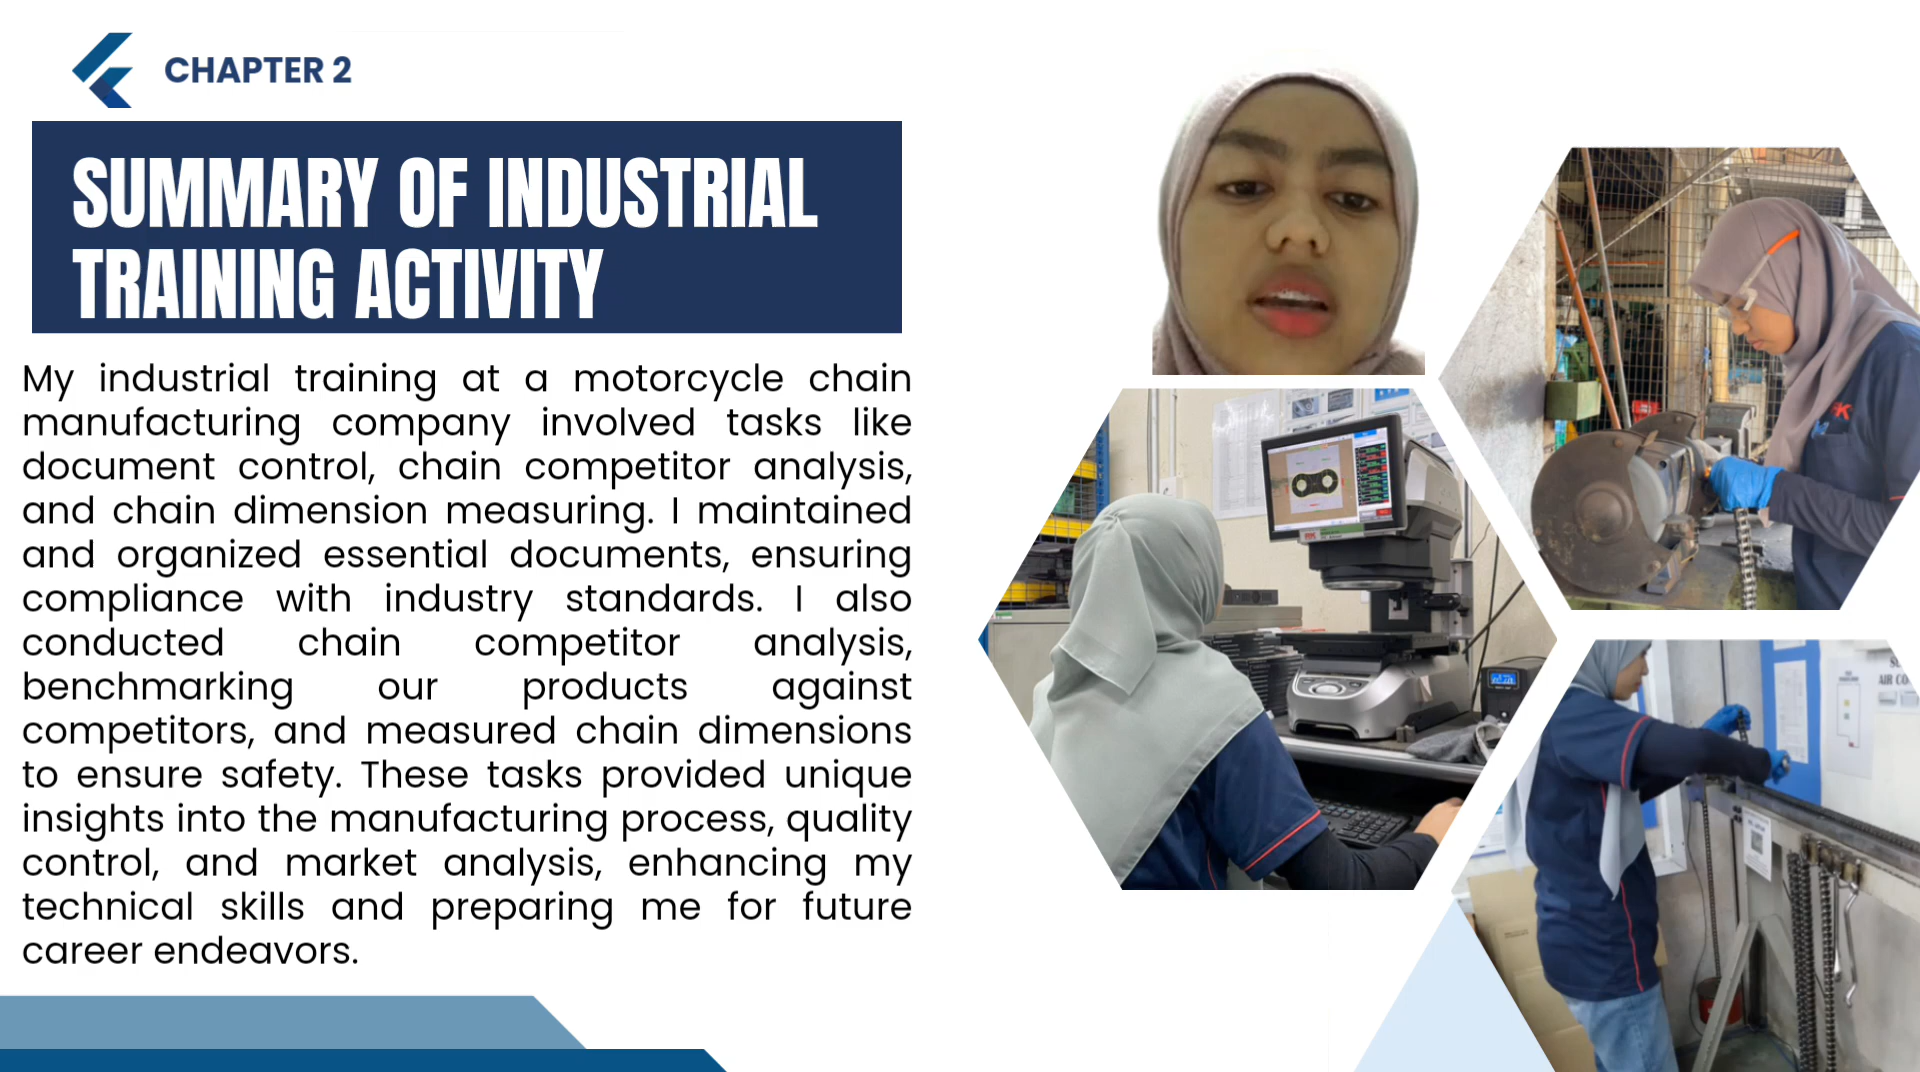 CHAPTER 2
SUMMARY OF INDUSTRIAL
TRAINING ACTIVITY
My industrial training at a motorcycle chain
manufacturing company involved tasks like
document control, chain competitor analysis,
and chain dimension measuring. I maintained
and organized essential documents, ensuring
compliance with industry standards. I also
conducted chain competitor analysis,
benchmarking our products against
competitors, and measured chain dimensions
to ensure safety. These tasks provided unique
insights into the manufacturing process, quality
control, and market analysis, enhancing my
technical skills and preparing me for future
career endeavors.
AIR CO